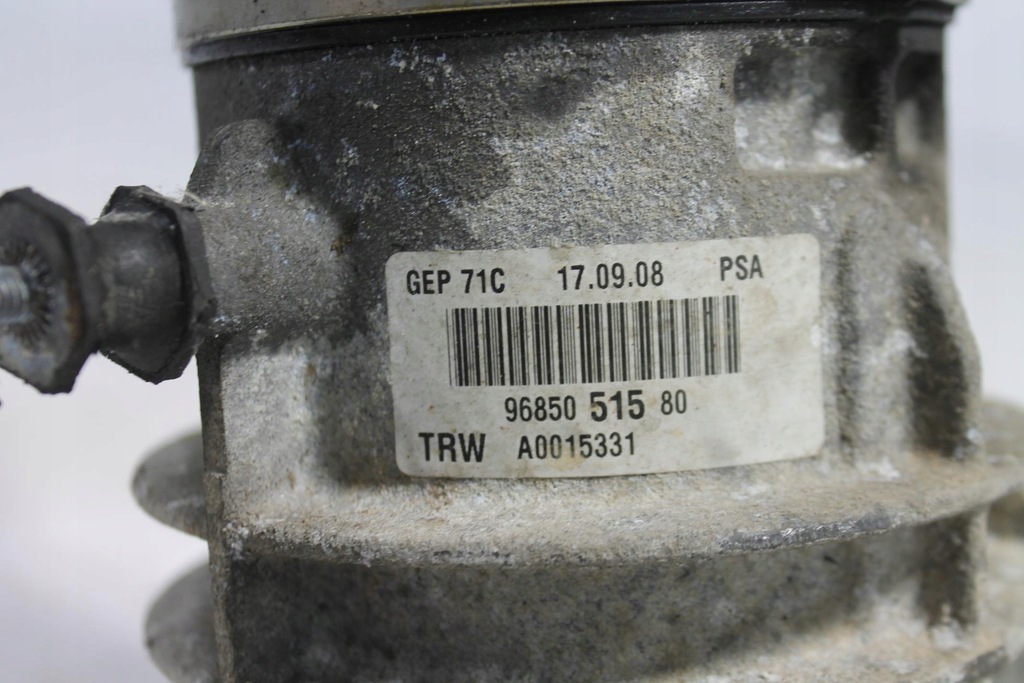 GEP 71C 17.09.08 PSA
96850 515 80
TRW A0015331